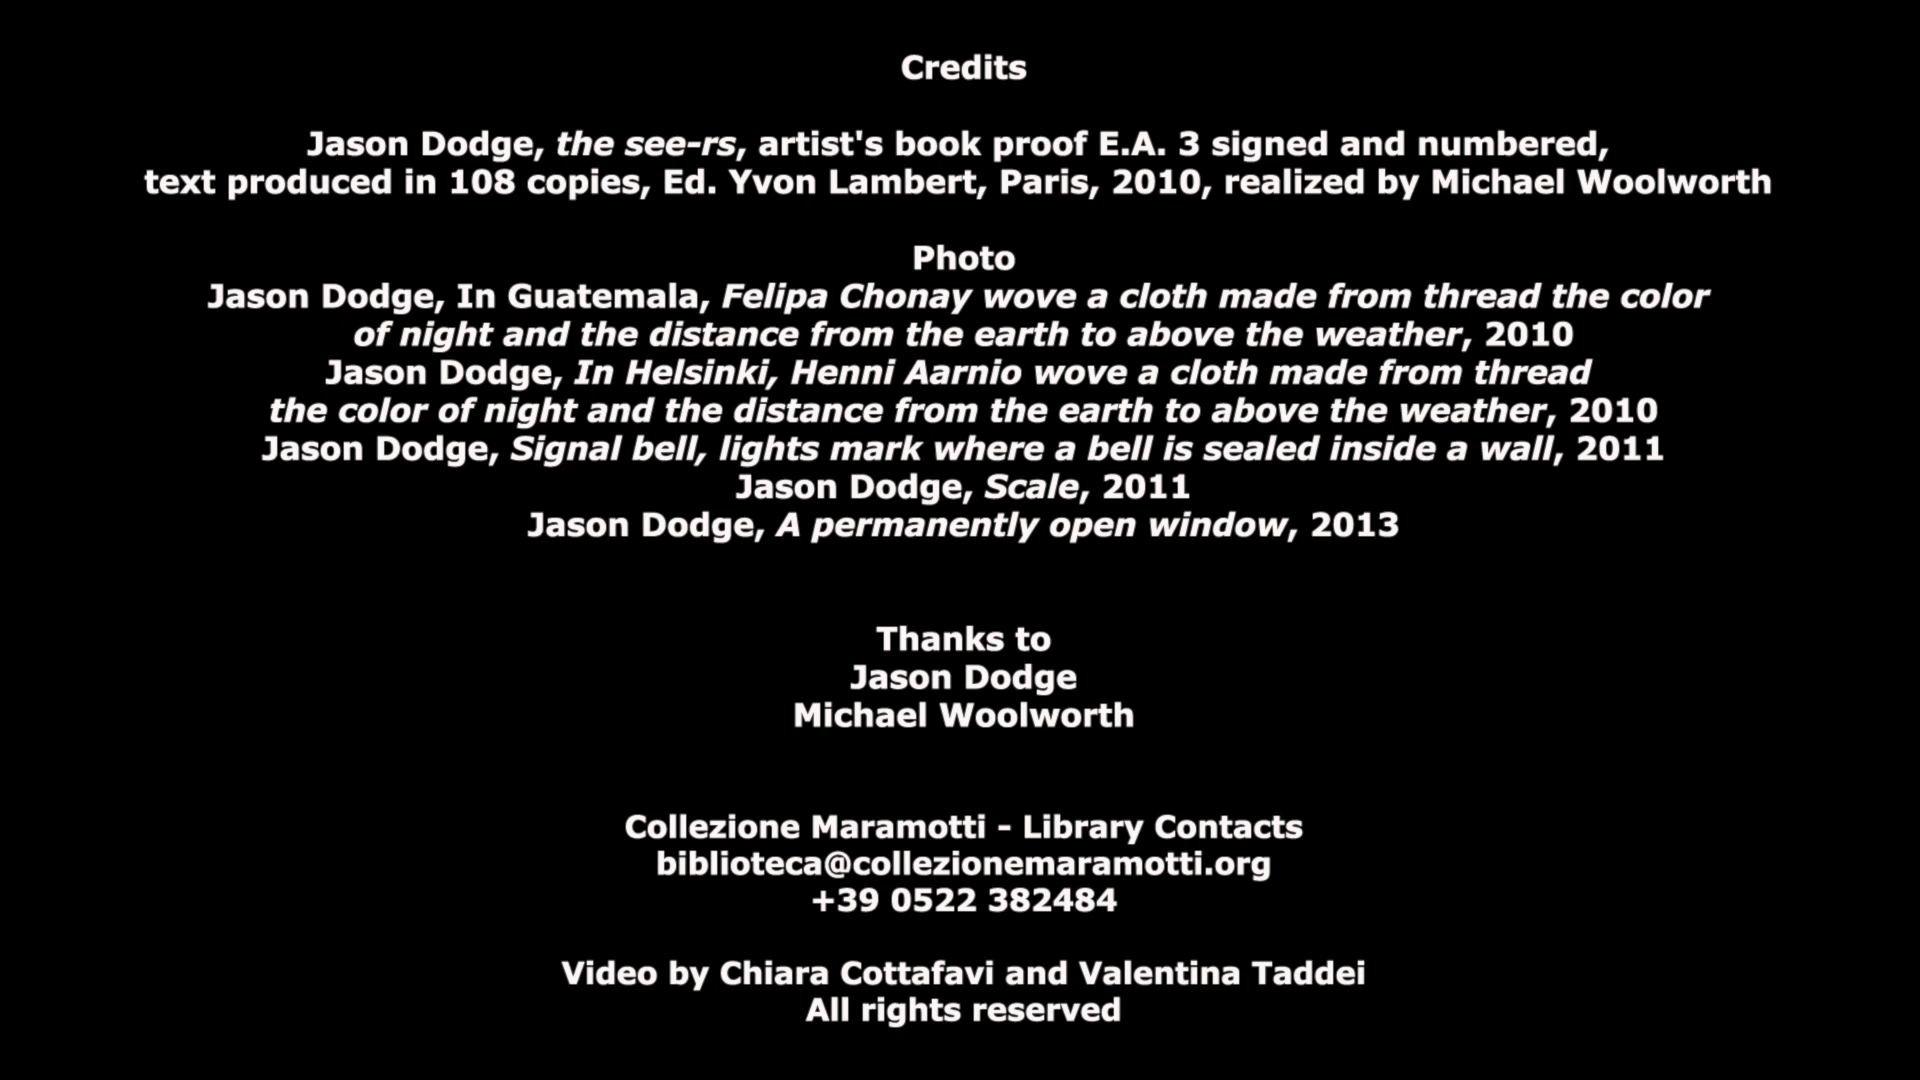 Credits
Jason Dodge, the see-rs, artist's book proof E.A. 3 signed and numbered,
text produced in 108 copies, Ed. Yvon Lambert, Paris, 2010, realized by Michael Woolworth
Photo
Jason Dodge, In Guatemala, Felipa Chonay wove a cloth made from thread the color
of night and the distance from the earth to above the weather, 2010
Jason Dodge, In Helsinki, Henni Aarnio wove a cloth made from thread
the color of night and the distance from the earth to above the weather, 2010
Jason Dodge, Signal bell, lights mark where a bell is sealed inside a wall, 2011
Jason Dodge, Scale, 2011
Jason Dodge, A permanently open window, 2013
Thanks to
Jason Dodge
Michael Woolworth
Collezione Maramotti - Library Contacts
biblioteca@collezionemaramotti.org
+39 0522 382484
Video by Chiara Cottafavi and Valentina Taddei
All rights reserved